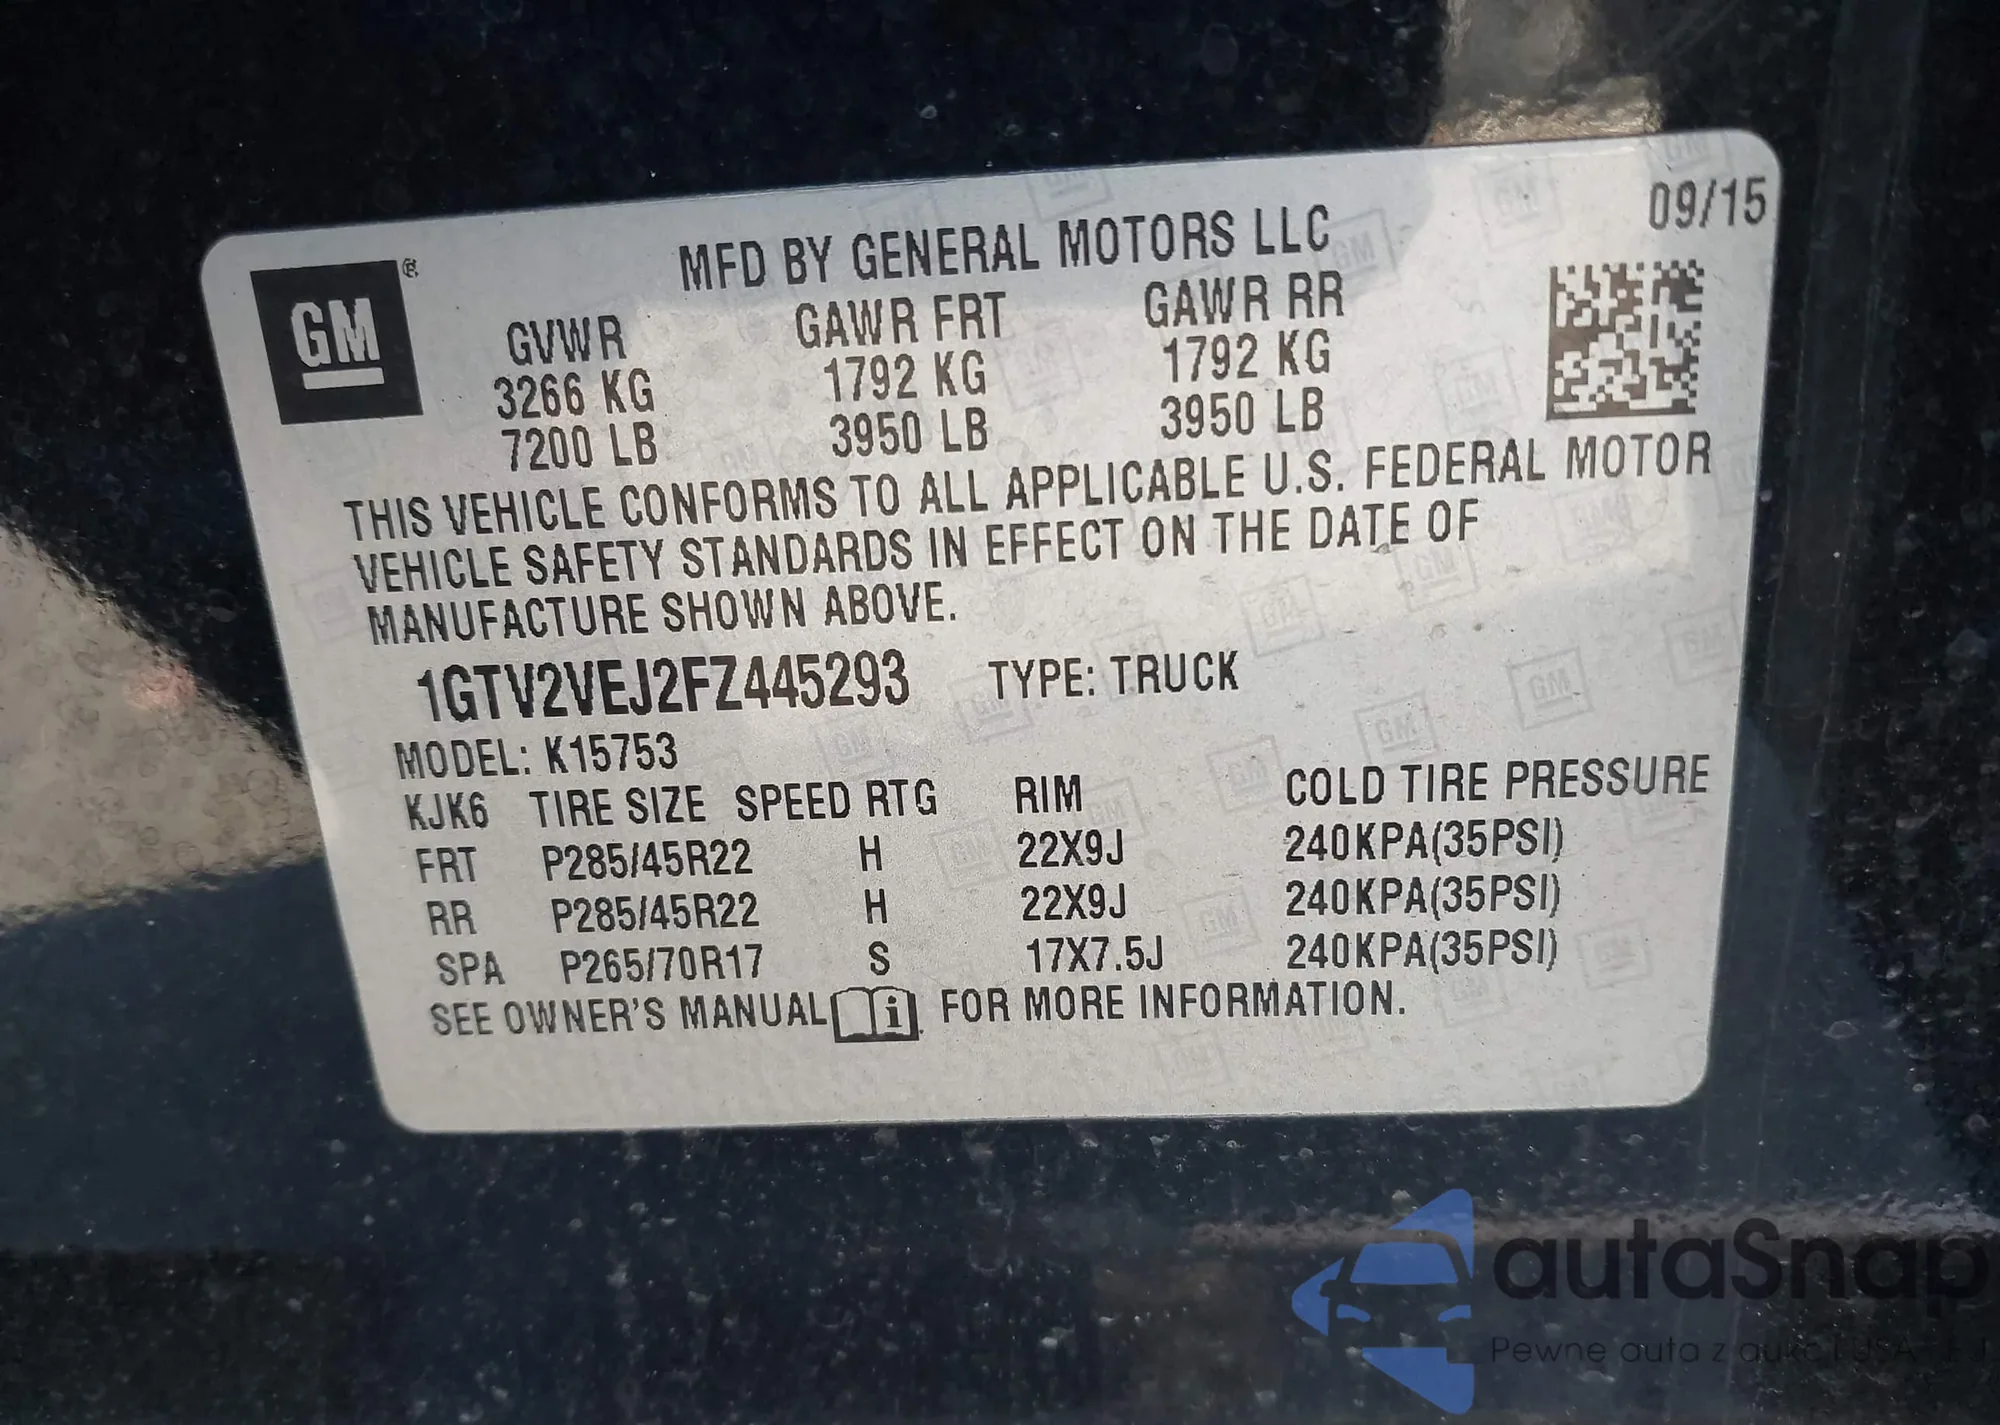 09/15
GM®
MFD BY GENERAL MOTORS LLC
GVWR GAWR FRT GAWR RR
3266 KG 1792 KG 1792 KG
7200 LB 3950 LB 3950 LB
THIS VEHICLE CONFORMS TO ALL APPLICABLE U.S. FEDERAL MOTOR
VEHICLE SAFETY STANDARDS IN EFFECT ON THE DATE OF
MANUFACTURE SHOWN ABOVE.
1GTV2VEJ2FZ445293 TYPE: TRUCK
MODEL: K15753
KJK6 TIRE SIZE SPEED RTG RIM COLD TIRE PRESSURE
FRT P285/45R22 H 22X9J 240KPA(35PSI)
RR P285/45R22 H 22X9J 240KPA(35PSI)
SPA P265/70R17 S 17X7.5J 240KPA(35PSI)
SEE OWNER'S MANUAL i FOR MORE INFORMATION.
autaSnap
Pewne auta z aukcji USA